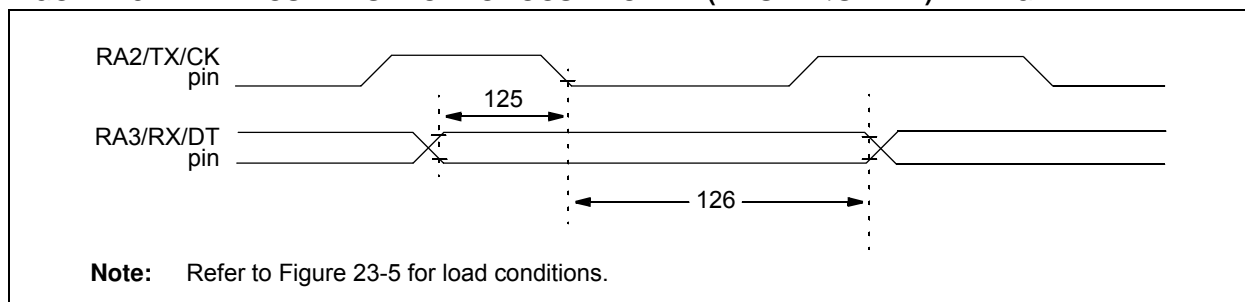 RA2/TX/CK
pin
125
RA3/RX/DT
pin
126
Note: Refer to Figure 23-5 for load conditions.